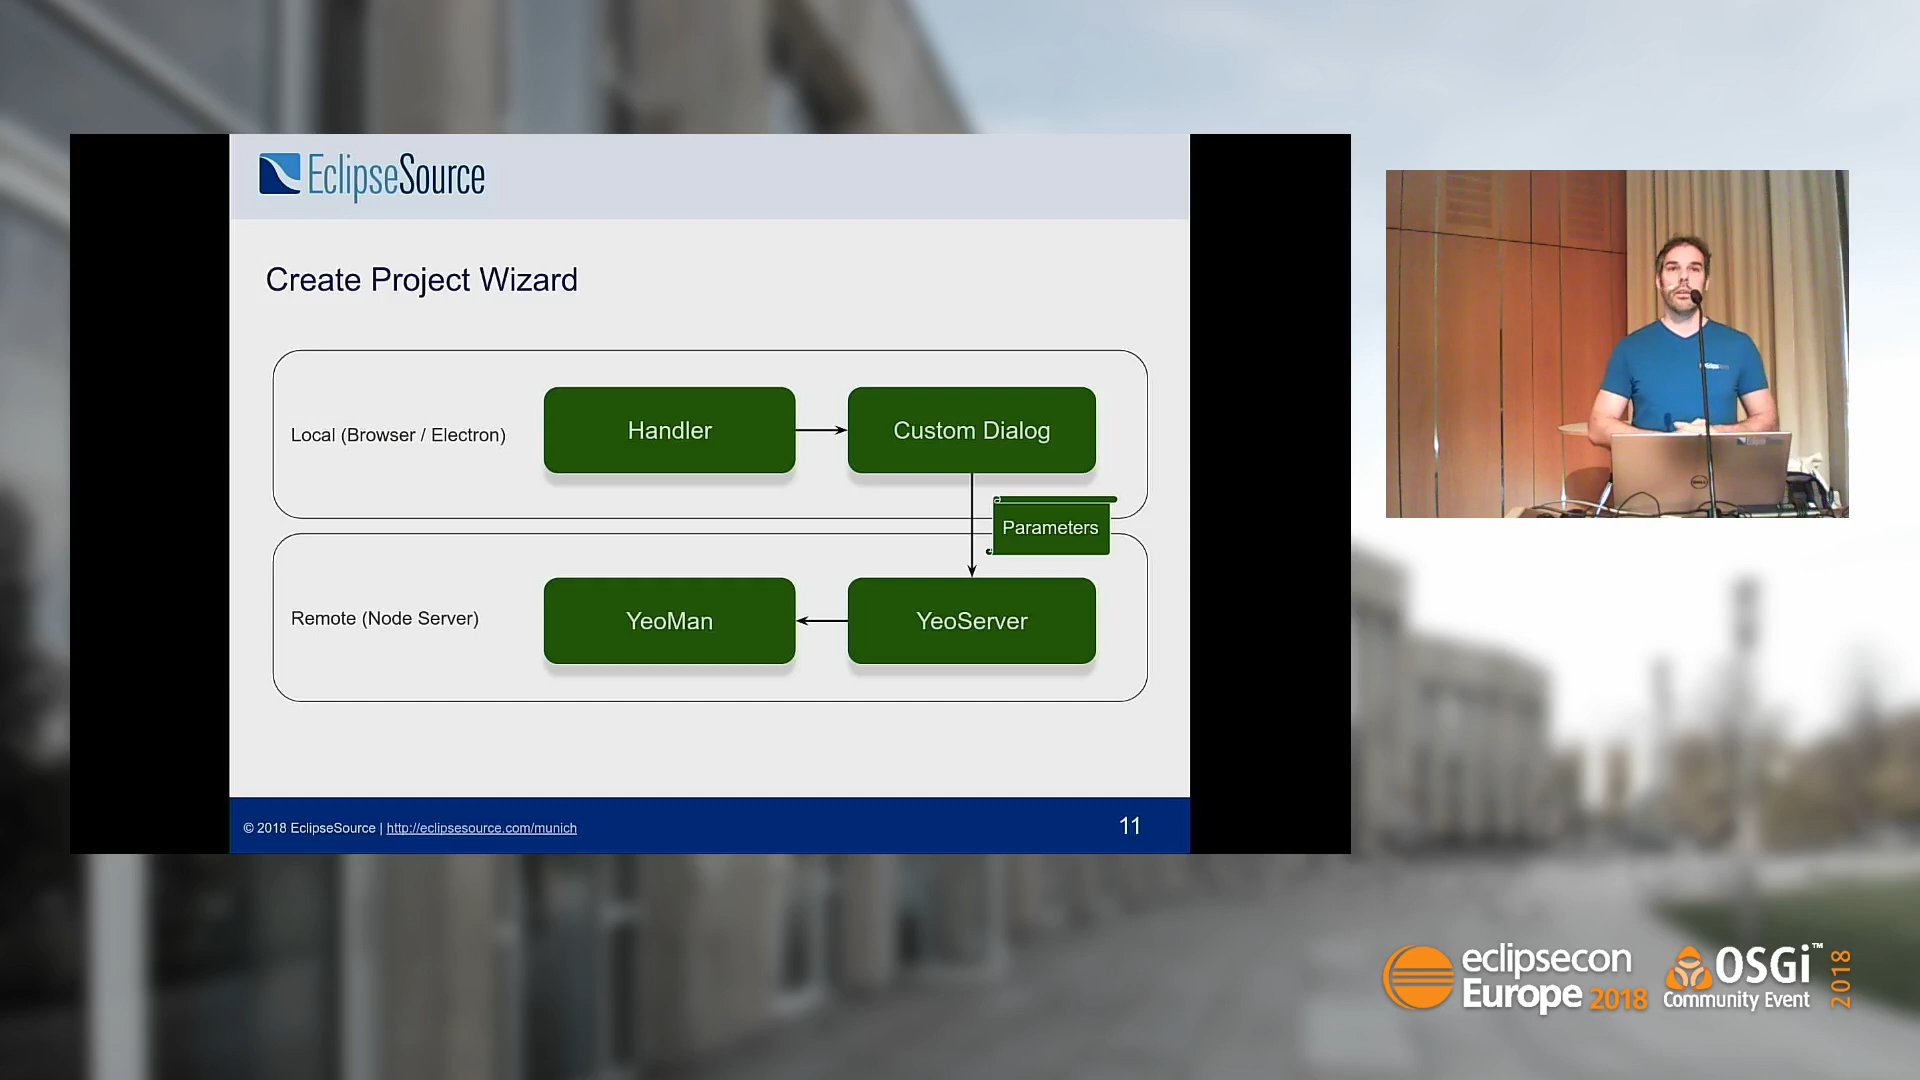 EclipseSource
Create Project Wizard
Local (Browser / Electron)
Handler
Custom Dialog
Parameters
Remote (Node Server)
YeoMan
YeoServer
© 2018 EclipseSource | http://eclipsesource.com/munich
11
DELL
eclipsecon
Europe 2018
OSGi™
Community Event
2018